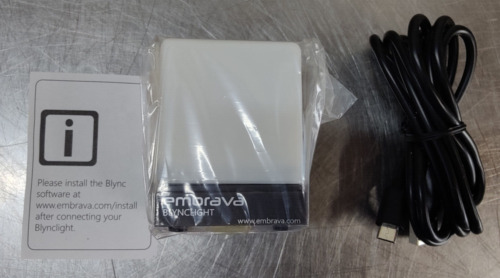 i
Please install the Blync
software at
www.embrava.com/install
after connecting your
Blynclight.
embrava
BLYNCLIGHT
www.embrava.com